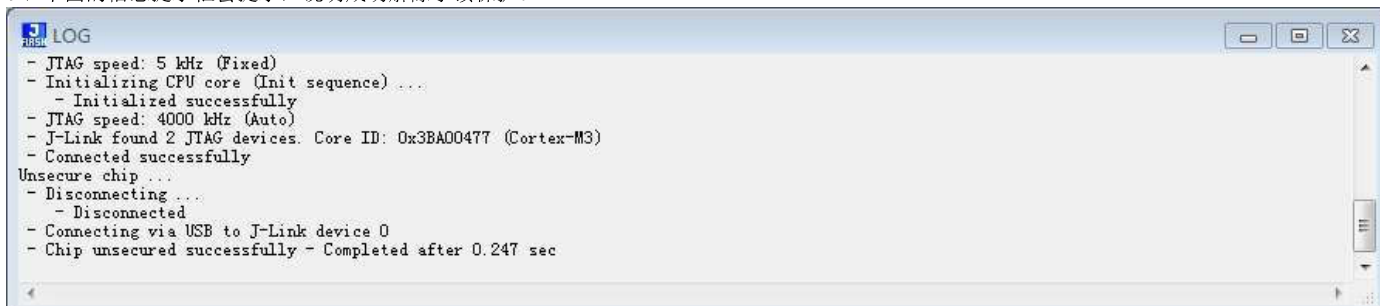 LOG
- JTAG speed: 5 kHz (Fixed)
- Initializing CPU core (Init sequence) ...
- Initialized successfully
- JTAG speed: 4000 kHz (Auto)
- J-Link found 2 JTAG devices. Core ID: 0x3BA00477 (Cortex-M3)
- Connected successfully
Unsecure chip ...
- Disconnecting ...
- Disconnected
- Connecting via USB to J-Link device 0
- Chip unsecured successfully - Completed after 0.247 sec